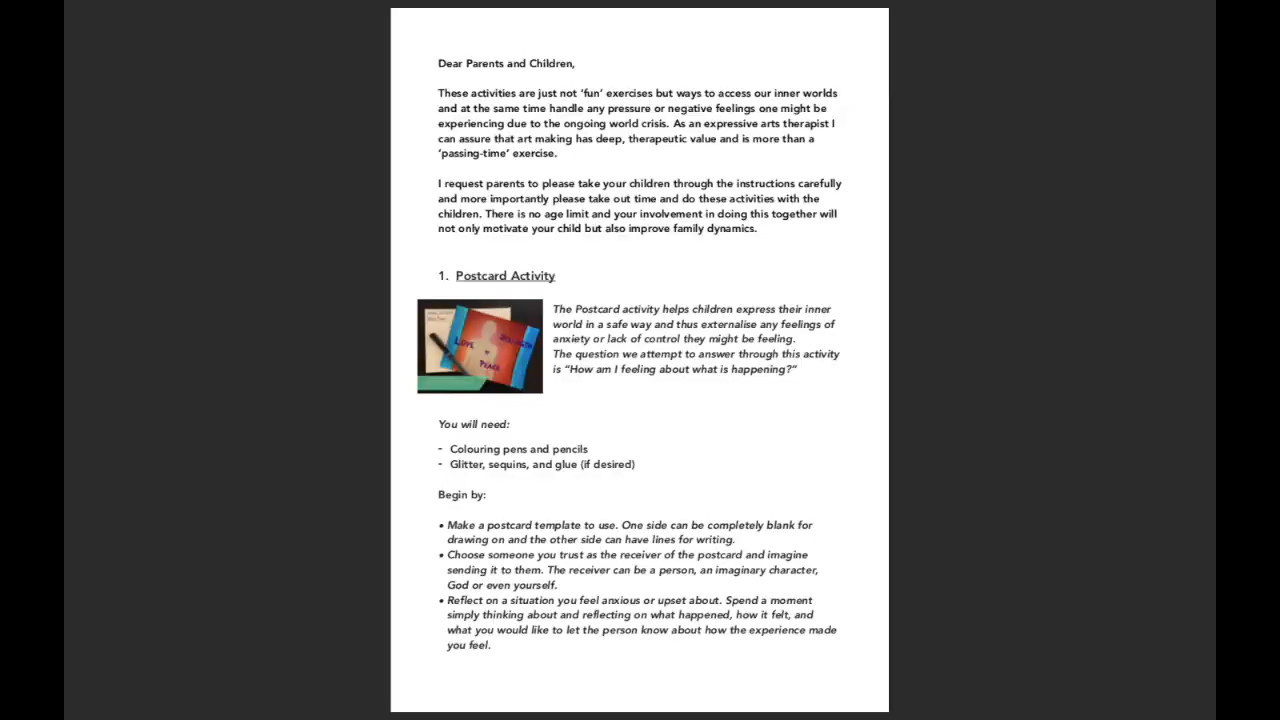 Dear Parents and Children,
These activities are just not ‘fun’ exercises but ways to access our inner worlds
and at the same time handle any pressure or negative feelings one might be
experiencing due to the ongoing world crisis. As an expressive arts therapist I
can assure that art making has deep, therapeutic value and is more than a
‘passing-time’ exercise.
I request parents to please take your children through the instructions carefully
and more importantly please take out time and do these activities with the
children. There is no age limit and your involvement in doing this together will
not only motivate your child but also improve family dynamics.
1. Postcard Activity
LOVE
STRENGTH
PEACE
The Postcard activity helps children express their inner
world in a safe way and thus externalise any feelings of
anxiety or lack of control they might be feeling.
The question we attempt to answer through this activity
is “How am I feeling about what is happening?”
You will need:
- Colouring pens and pencils
- Glitter, sequins, and glue (if desired)
Begin by:
• Make a postcard template to use. One side can be completely blank for
drawing on and the other side can have lines for writing.
• Choose someone you trust as the receiver of the postcard and imagine
sending it to them. The receiver can be a person, an imaginary character,
God or even yourself.
• Reflect on a situation you feel anxious or upset about. Spend a moment
simply thinking about and reflecting on what happened, how it felt, and
what you would like to let the person know about how the experience made
you feel.